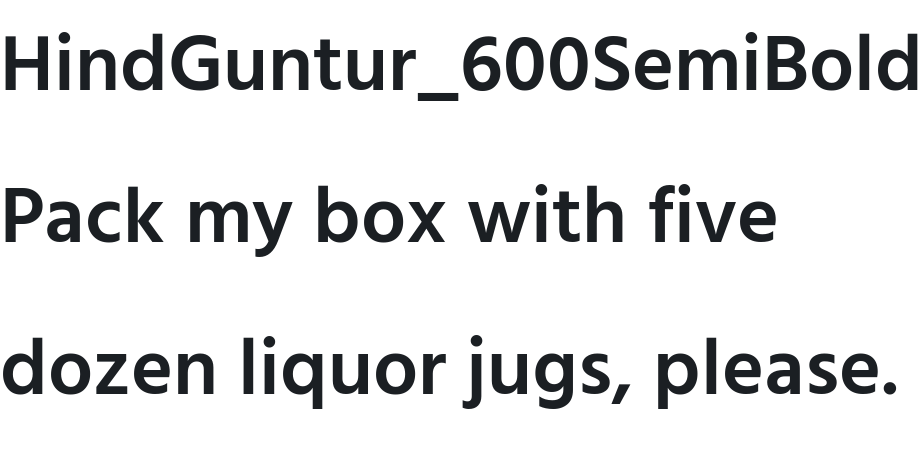 HindGuntur_600SemiBold
Pack my box with five
dozen liquor jugs, please.